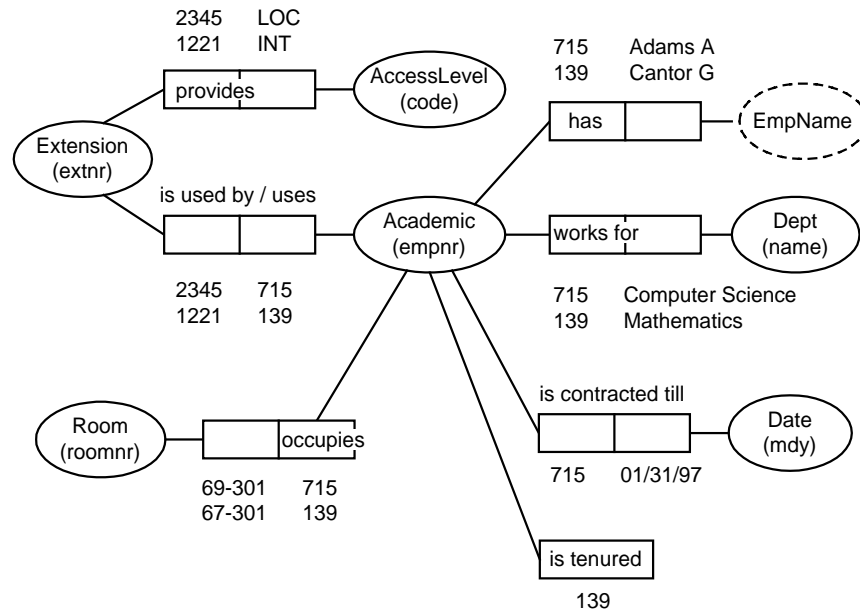 2345 LOC
1221 INT
715 Adams A
139 Cantor G
provides
AccessLevel
(code)
has
EmpName
Extension
(extnr)
is used by / uses
Academic
(empnr)
works for
Dept
(name)
2345 715
1221 139
715 Computer Science
139 Mathematics
is contracted till
Room
(roomnr)
occupies
Date
(mdy)
69-301 715
67-301 139
715 01/31/97
is tenured
139